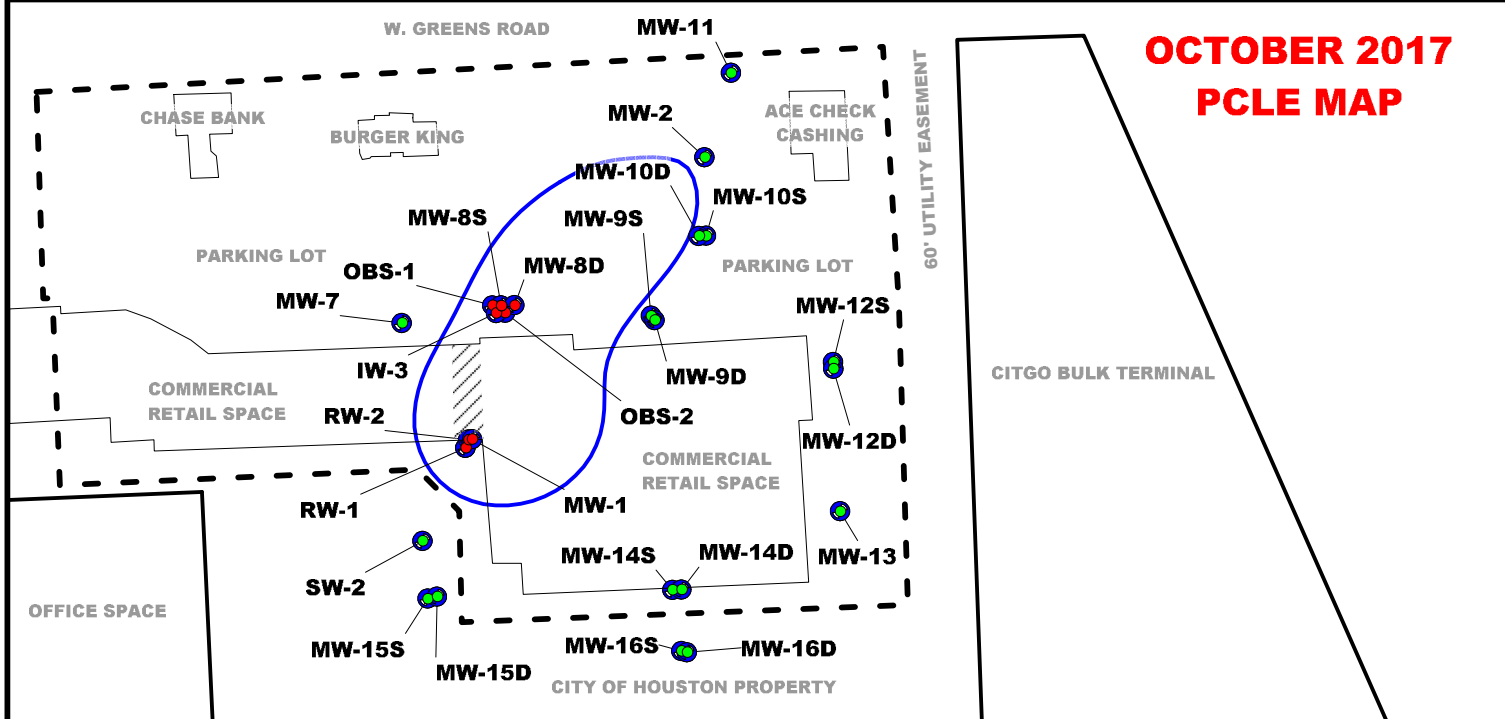 W. GREENS ROAD
MW-11
OCTOBER 2017
PCLE MAP
CHASE BANK
BURGER KING
MW-2
ACE CHECK
CASHING
60' UTILITY EASEMENT
MW-10D
MW-10S
MW-8S
MW-9S
PARKING LOT
OBS-1
MW-8D
PARKING LOT
MW-7
MW-12S
IW-3
MW-9D
CITGO BULK TERMINAL
COMMERCIAL
RETAIL SPACE
RW-2
OBS-2
MW-12D
COMMERCIAL
RETAIL SPACE
RW-1
MW-1
MW-14S
MW-14D
MW-13
SW-2
OFFICE SPACE
MW-15S
MW-16S
MW-16D
MW-15D
CITY OF HOUSTON PROPERTY